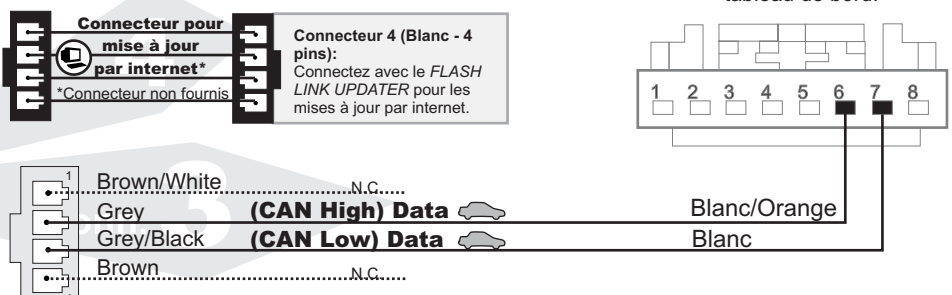 tableau de bord.
Connecteur pour
mise à jour
par internet*
*Connecteur non fournis
Connecteur 4 (Blanc - 4
pins):
Connectez avec le FLASH
LINK UPDATER pour les
mises à jour par internet.
1 2 3 4 5 6 7 8
1
Brown/White N.C.
Grey (CAN High) Data Blanc/Orange
Grey/Black (CAN Low) Data Blanc
Brown N.C.
3